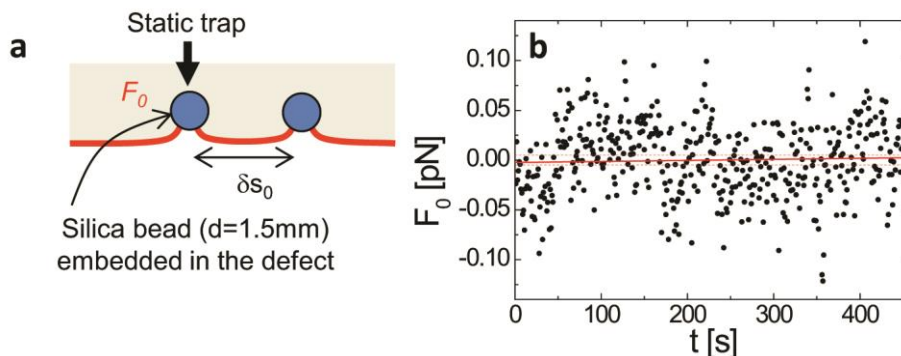 a
Static trap
F0
δs0
Silica bead (d=1.5mm)
embedded in the defect
b
F0 [pN]
0.10
0.05
0.00
-0.05
-0.10
0
100
200
300
400
t [s]